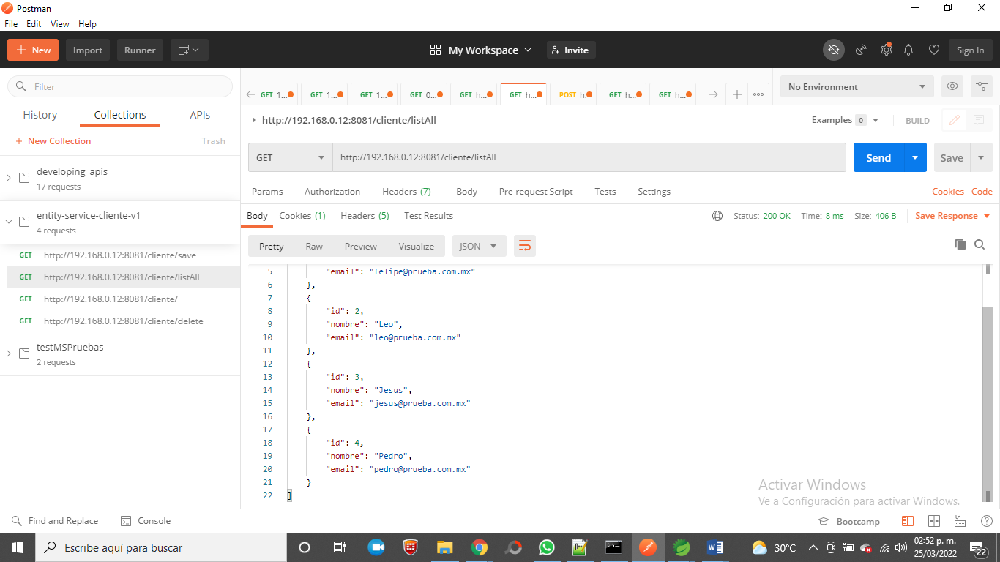 Postman
File Edit View Help
New Import Runner My Workspace Invite Sign In
Filter
History Collections APIs
+ New Collection Trash
developing_apis
17 requests
entity-service-cliente-v1
4 requests
GET http://192.168.0.12:8081/cliente/save
GET http://192.168.0.12:8081/cliente/listAll
GET http://192.168.0.12:8081/cliente/
GET http://192.168.0.12:8081/cliente/delete
testMSPruebas
2 requests
GET 1... GET 1... GET 1... GET 0... GET h... GET h... POST h. GET h... GET h...
No Environment
http://192.168.0.12:8081/cliente/listAll
Examples 0 BUILD
GET http://192.168.0.12:8081/cliente/listAll Send Save
Params Authorization Headers (7) Body Pre-request Script Tests Settings Cookies Code
Body Cookies (1) Headers (5) Test Results Status: 200 OK Time: 8 ms Size: 406 B Save Response
Pretty Raw Preview Visualize JSON
5 "email": "felipe@prueba.com.mx"
6 },
7 {
8 "id": 2,
9 "nombre": "Leo",
10 "email": "leo@prueba.com.mx"
11 },
12 {
13 "id": 3,
14 "nombre": "Jesus",
15 "email": "jesus@prueba.com.mx"
16 },
17 {
18 "id": 4,
19 "nombre": "Pedro",
20 "email": "pedro@prueba.com.mx"
21 }
22 ]
Activar Windows
Ve a Configuración para activar Windows.
Find and Replace Console Bootcamp
Escribe aquí para buscar
30°C
02:52 p. m.
25/03/2022
22